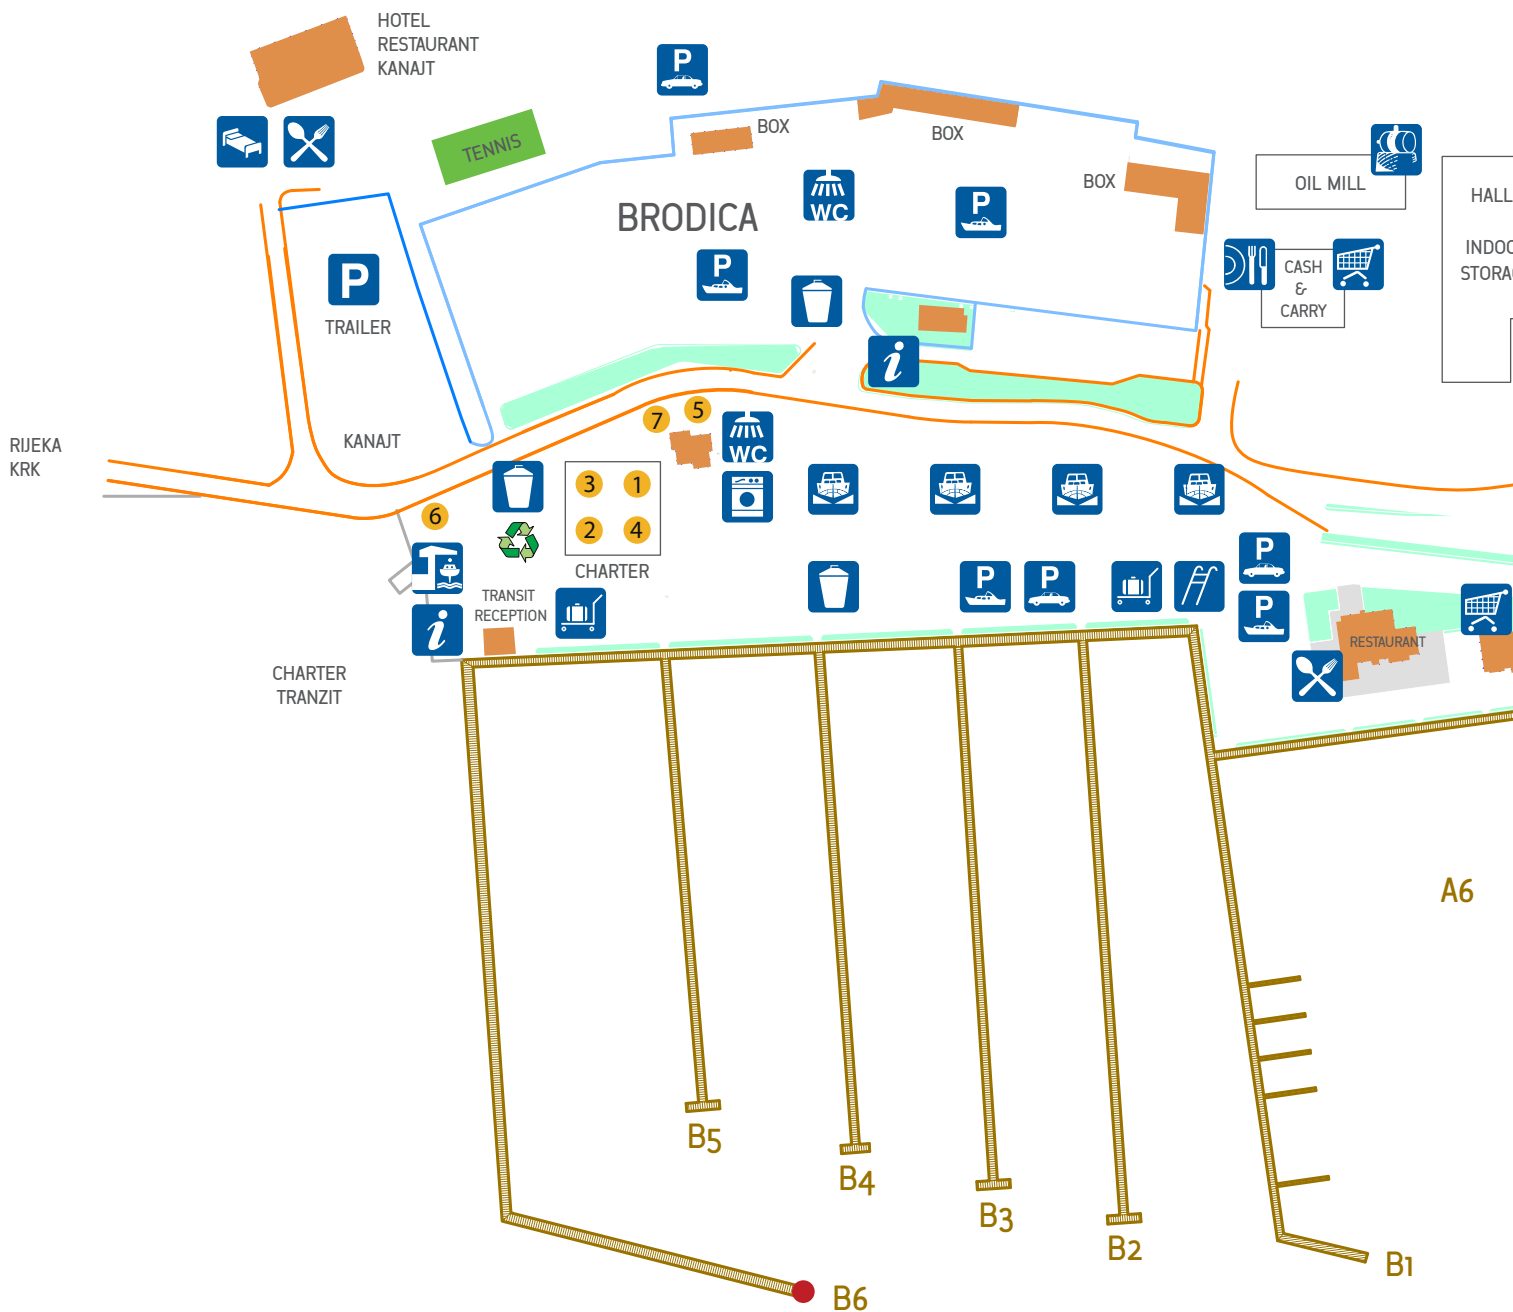 HOTEL
RESTAURANT
KANAJT
P
TENNIS
BOX
BOX
BOX
OIL MILL
HALL
WC
BRODICA
P
P
P
TRAILER
CASH
&
CARRY
INDOO
STORAG
i
KANAJT
RIJEKA
KRK
7
5
WC
3
1
2
4
6
CHARTER
TRANSIT
RECEPTION
P
P
P
P
i
RESTAURANT
CHARTER
TRANZIT
A6
B5
B4
B3
B2
B1
B6